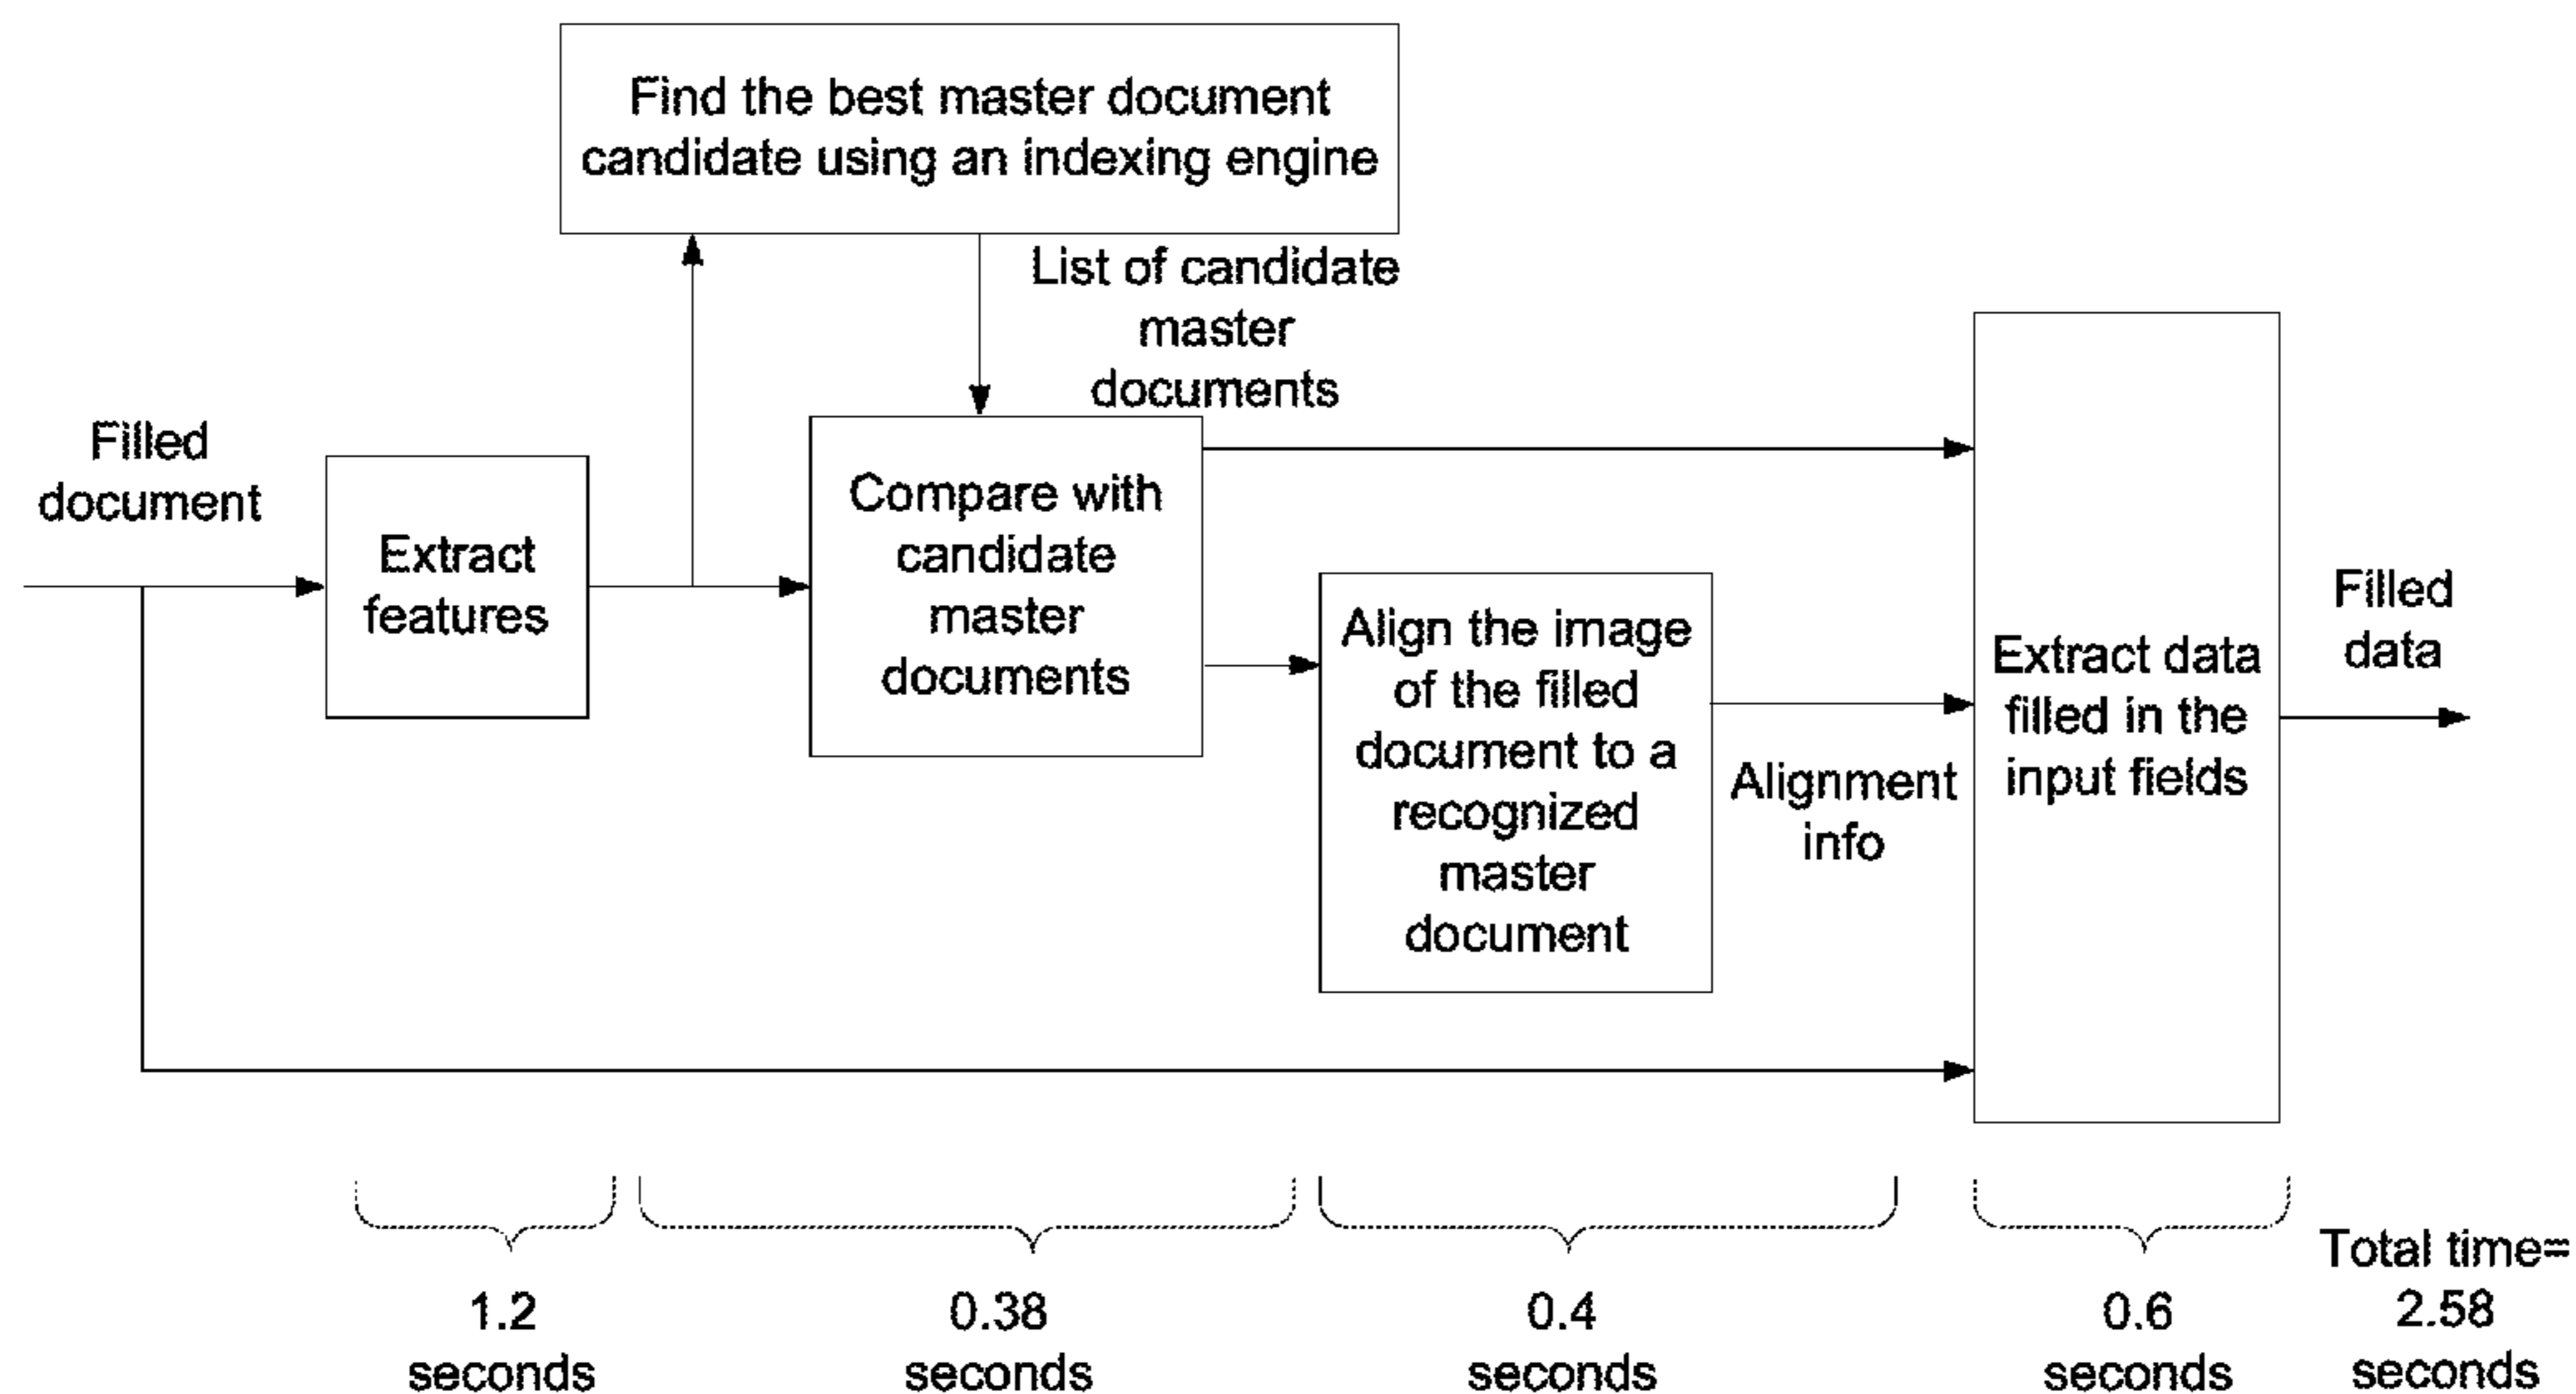 Find the best master document
candidate using an indexing engine
List of candidate
master
documents
Filled
document
Extract
features
Compare with
candidate
master
documents
Align the image
of the filled
document to a
recognized
master
document
Alignment
info
Extract data
filled in the
input fields
Filled
data
1.2
seconds
0.38
seconds
0.4
seconds
0.6
seconds
Total time=
2.58
seconds